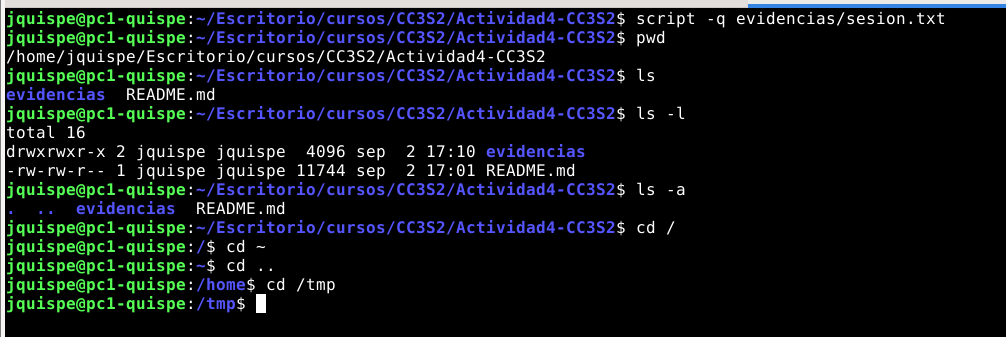 jquispe@pc1-quispe:~/Escritorio/cursos/CC3S2/Actividad4-CC3S2$ script -q evidencias/sesion.txt
jquispe@pc1-quispe:~/Escritorio/cursos/CC3S2/Actividad4-CC3S2$ pwd
/home/jquispe/Escritorio/cursos/CC3S2/Actividad4-CC3S2
jquispe@pc1-quispe:~/Escritorio/cursos/CC3S2/Actividad4-CC3S2$ ls
evidencias  README.md
jquispe@pc1-quispe:~/Escritorio/cursos/CC3S2/Actividad4-CC3S2$ ls -l
total 16
drwxrwxr-x 2 jquispe jquispe  4096 sep  2 17:10 evidencias
-rw-rw-r-- 1 jquispe jquispe 11744 sep  2 17:01 README.md
jquispe@pc1-quispe:~/Escritorio/cursos/CC3S2/Actividad4-CC3S2$ ls -a
.  ..  evidencias  README.md
jquispe@pc1-quispe:~/Escritorio/cursos/CC3S2/Actividad4-CC3S2$ cd /
jquispe@pc1-quispe:/$ cd ~
jquispe@pc1-quispe:~$ cd ..
jquispe@pc1-quispe:/home$ cd /tmp
jquispe@pc1-quispe:/tmp$